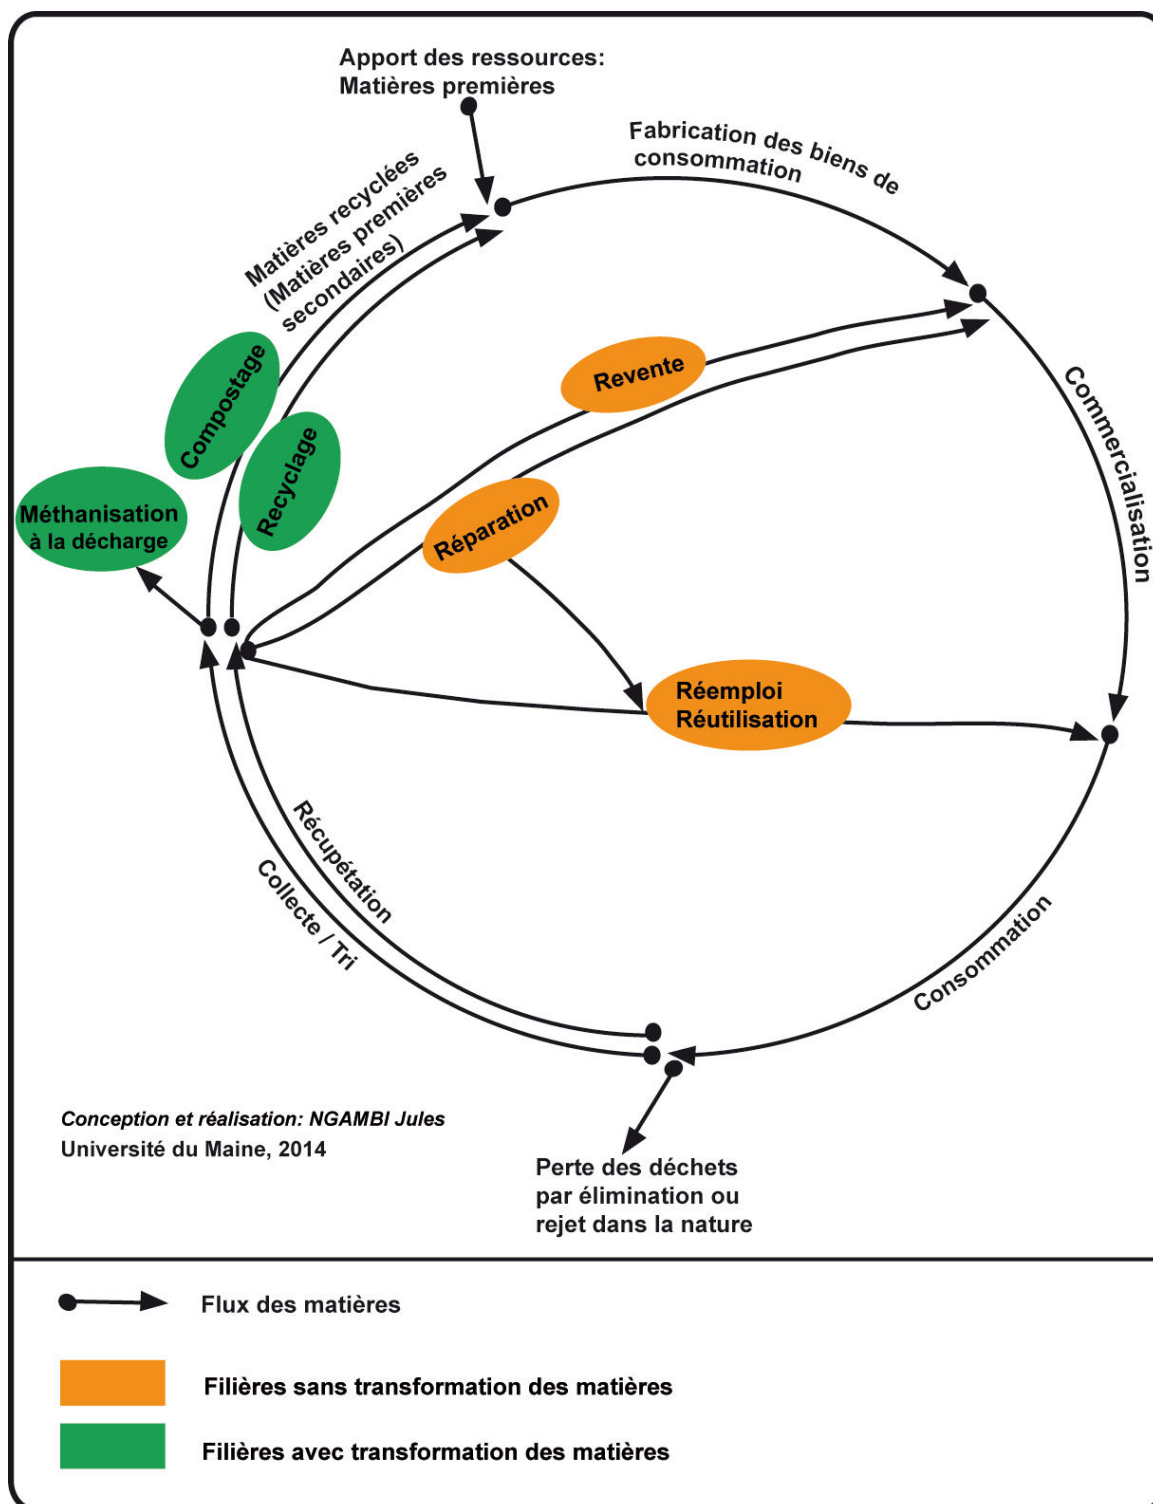 Apport des ressources:
Matières premières
Fabrication des biens de
consommation
Matières recyclées
(Matières premières
secondaires)
Compostage
Recyclage
Méthanisation
à la décharge
Revente
Réparation
Commercialisation
Réemploi
Réutilisation
Récupétation
Collecte / Tri
Consommation
Conception et réalisation: NGAMBI Jules
Université du Maine, 2014
Perte des déchets
par élimination ou
rejet dans la nature
Flux des matières
Filières sans transformation des matières
Filières avec transformation des matières